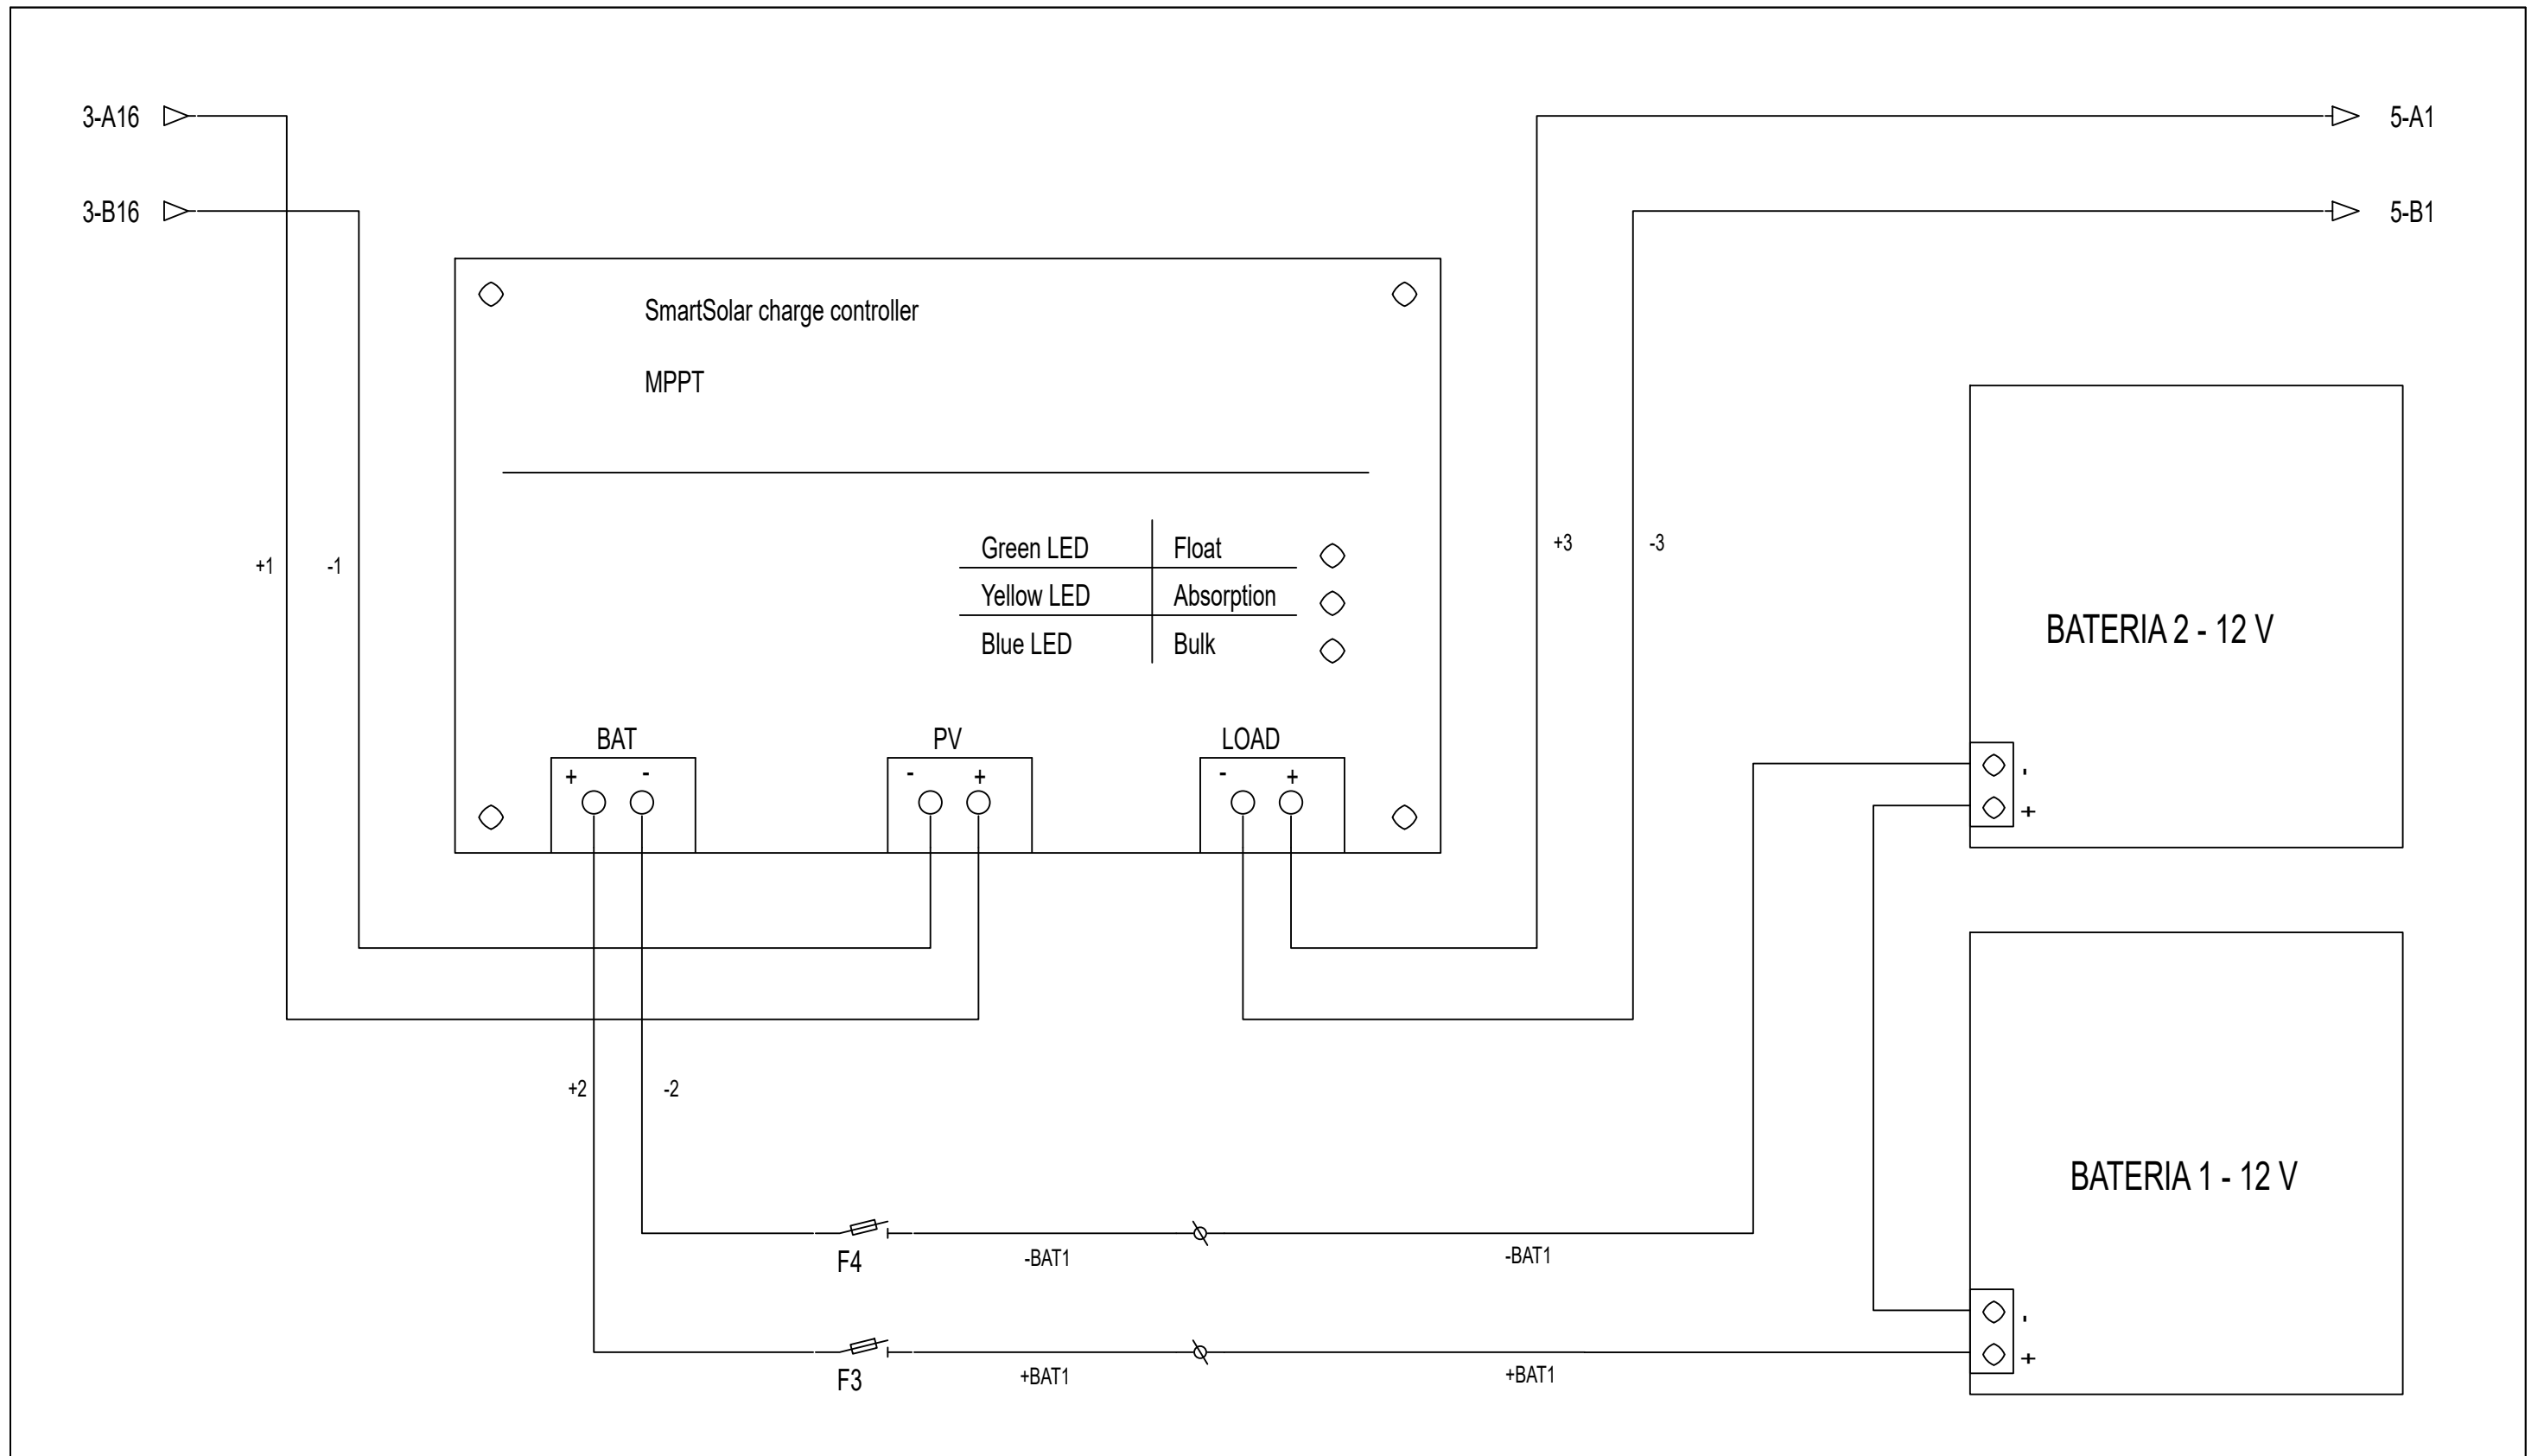 3-A16
5-A1
3-B16
5-B1
SmartSolar charge controller
MPPT
+1
-1
Green LED Float
Yellow LED Absorption
Blue LED Bulk
+3
-3
BATERIA 2 - 12 V
BAT
PV
LOAD
+ -
- +
- +
-
+
+2
-2
BATERIA 1 - 12 V
F4
-BAT1
-BAT1
-
+
F3
+BAT1
+BAT1